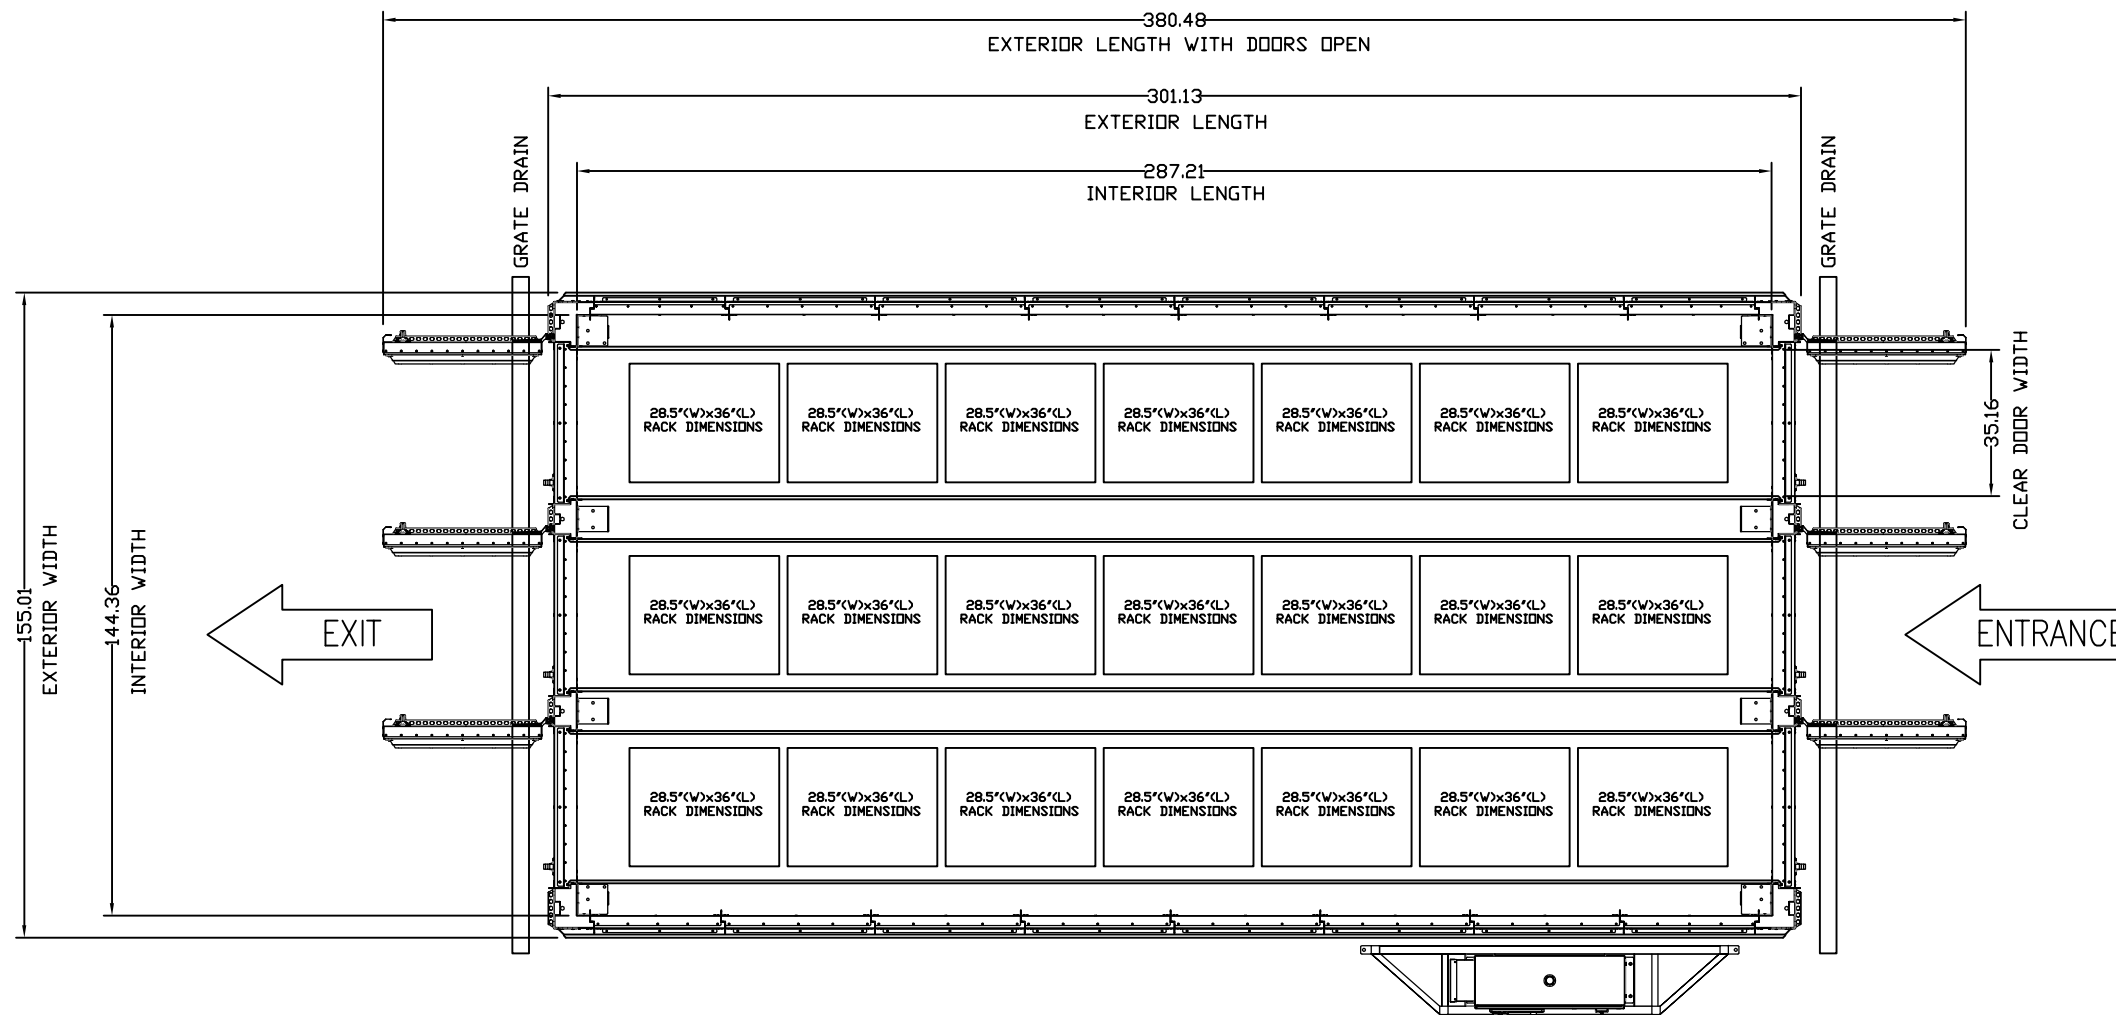 380.48
EXTERIOR LENGTH WITH DOORS OPEN
301.13
EXTERIOR LENGTH
287.21
INTERIOR LENGTH
GRATE DRAIN
GRATE DRAIN
28.5"(W)x36"(L)
RACK DIMENSIONS
28.5"(W)x36"(L)
RACK DIMENSIONS
28.5"(W)x36"(L)
RACK DIMENSIONS
28.5"(W)x36"(L)
RACK DIMENSIONS
28.5"(W)x36"(L)
RACK DIMENSIONS
28.5"(W)x36"(L)
RACK DIMENSIONS
28.5"(W)x36"(L)
RACK DIMENSIONS
35.16
CLEAR DOOR WIDTH
155.01
EXTERIOR WIDTH
144.36
INTERIOR WIDTH
EXIT
28.5"(W)x36"(L)
RACK DIMENSIONS
28.5"(W)x36"(L)
RACK DIMENSIONS
28.5"(W)x36"(L)
RACK DIMENSIONS
28.5"(W)x36"(L)
RACK DIMENSIONS
28.5"(W)x36"(L)
RACK DIMENSIONS
28.5"(W)x36"(L)
RACK DIMENSIONS
28.5"(W)x36"(L)
RACK DIMENSIONS
ENTRANCE
28.5"(W)x36"(L)
RACK DIMENSIONS
28.5"(W)x36"(L)
RACK DIMENSIONS
28.5"(W)x36"(L)
RACK DIMENSIONS
28.5"(W)x36"(L)
RACK DIMENSIONS
28.5"(W)x36"(L)
RACK DIMENSIONS
28.5"(W)x36"(L)
RACK DIMENSIONS
28.5"(W)x36"(L)
RACK DIMENSIONS